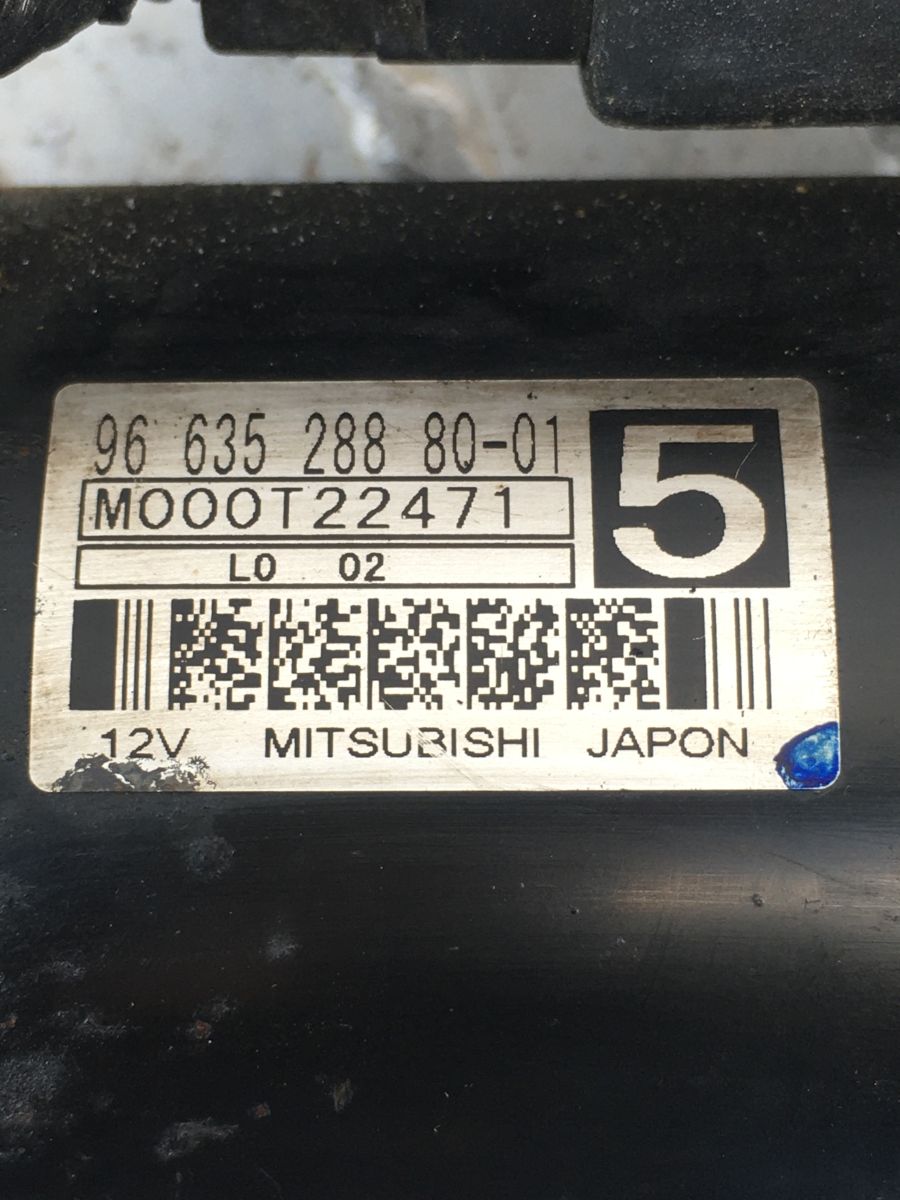 96 635 288 80-01
5
M000T22471
L0 02
12V MITSUBISHI JAPON